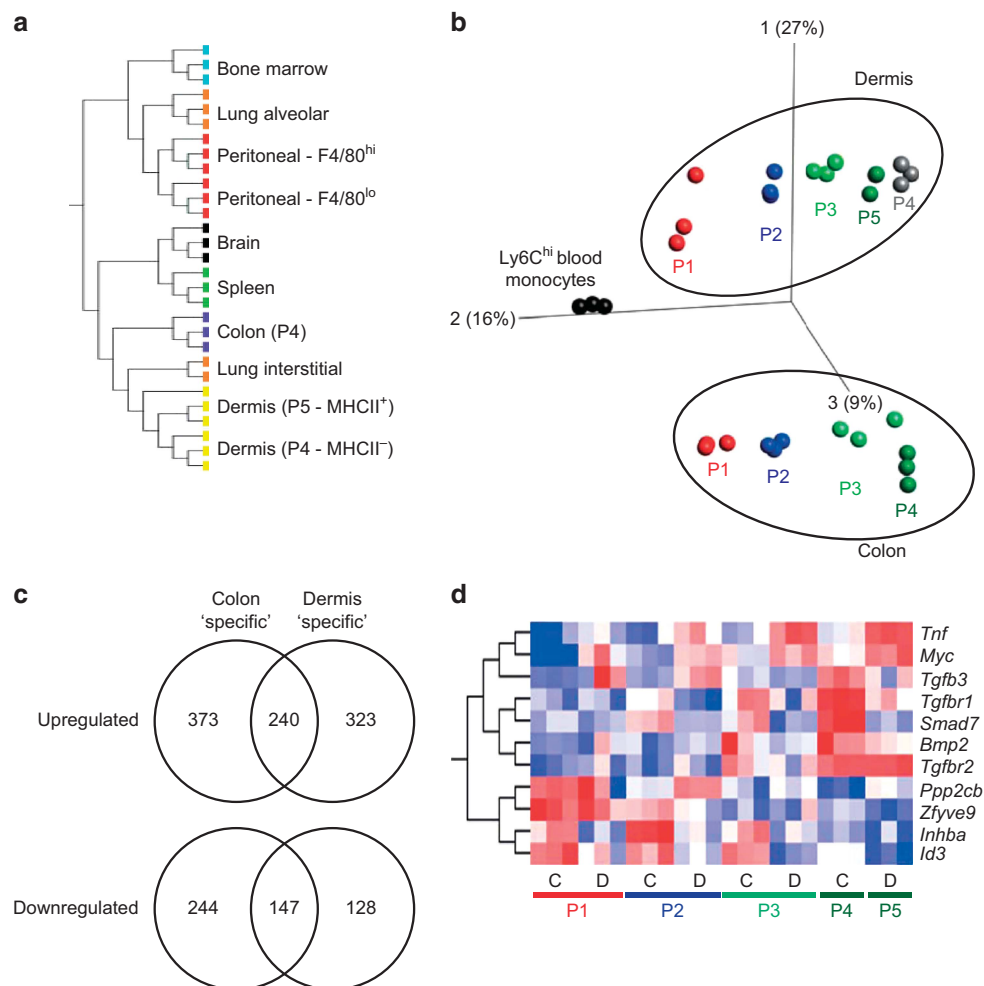 a
Bone marrow
Lung alveolar
Peritoneal - F4/80hi
Peritoneal - F4/80lo
Brain
Spleen
Colon (P4)
Lung interstitial
Dermis (P5 - MHCII+)
Dermis (P4 - MHCII–)
b
1 (27%)
Dermis
P3
P5
P4
P2
P1
Ly6Chi blood
monocytes
2 (16%)
3 (9%)
P1
P2
P3
P4
Colon
c
Colon
'specific'
Dermis
'specific'
Upregulated
373
240
323
Downregulated
244
147
128
d
Tnf
Myc
Tgfb3
Tgfbr1
Smad7
Bmp2
Tgfbr2
Ppp2cb
Zfyve9
Inhba
Id3
C D C D C D C D
P1 P2 P3 P4 P5